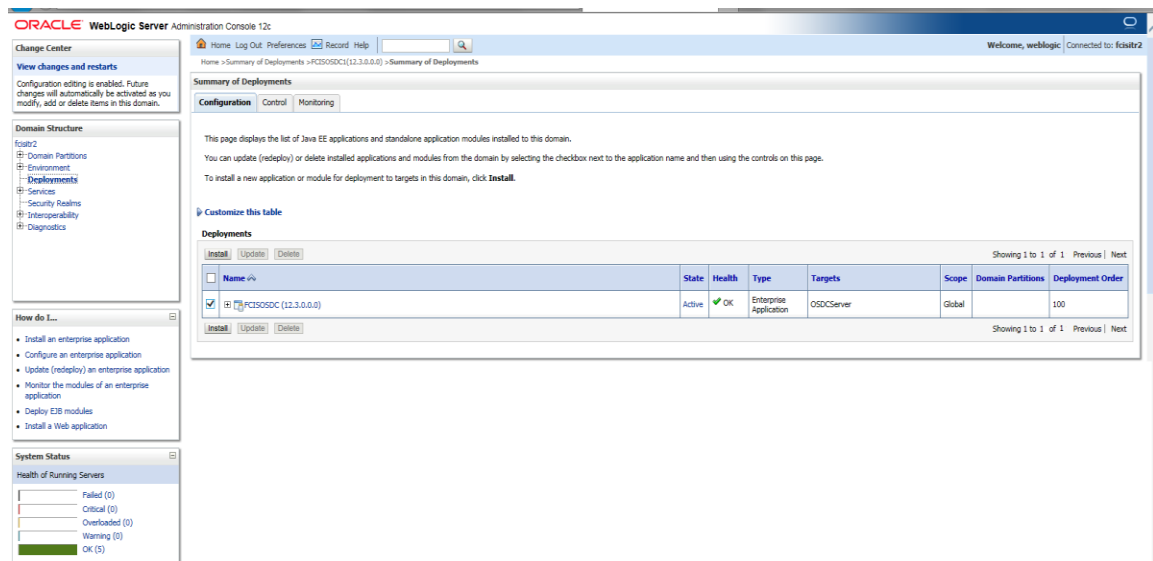 ORACLE WebLogic Server Administration Console 12c
Change Center
View changes and restarts
Configuration editing is enabled. Future
changes will automatically be activated as you
modify, add or delete items in this domain.
Domain Structure
fcisitr2
Domain Partitions
Environment
Deployments
Services
Security Realms
Interoperability
Diagnostics
How do I...
Install an enterprise application
Configure an enterprise application
Update (redeploy) an enterprise application
Monitor the modules of an enterprise
application
Deploy EJB modules
Install a Web application
System Status
Health of Running Servers
Failed (0)
Critical (0)
Overloaded (0)
Warning (0)
OK (5)
Home Log Out Preferences Record Help
Welcome, weblogic Connected to: fcisitr2
Home >Summary of Deployments >FCISOSDC1(12.3.0.0.0) >Summary of Deployments
Summary of Deployments
Configuration Control Monitoring
This page displays the list of Java EE applications and standalone application modules installed to this domain.
You can update (redeploy) or delete installed applications and modules from the domain by selecting the checkbox next to the application name and then using the controls on this page.
To install a new application or module for deployment to targets in this domain, click Install.
Customize this table
Deployments
Install Update Delete Showing 1 to 1 of 1 Previous | Next
Name State Health Type Targets Scope Domain Partitions Deployment Order
FCISOSDC (12.3.0.0.0) Active OK Enterprise Application OSDCServer Global 100
Install Update Delete Showing 1 to 1 of 1 Previous | Next